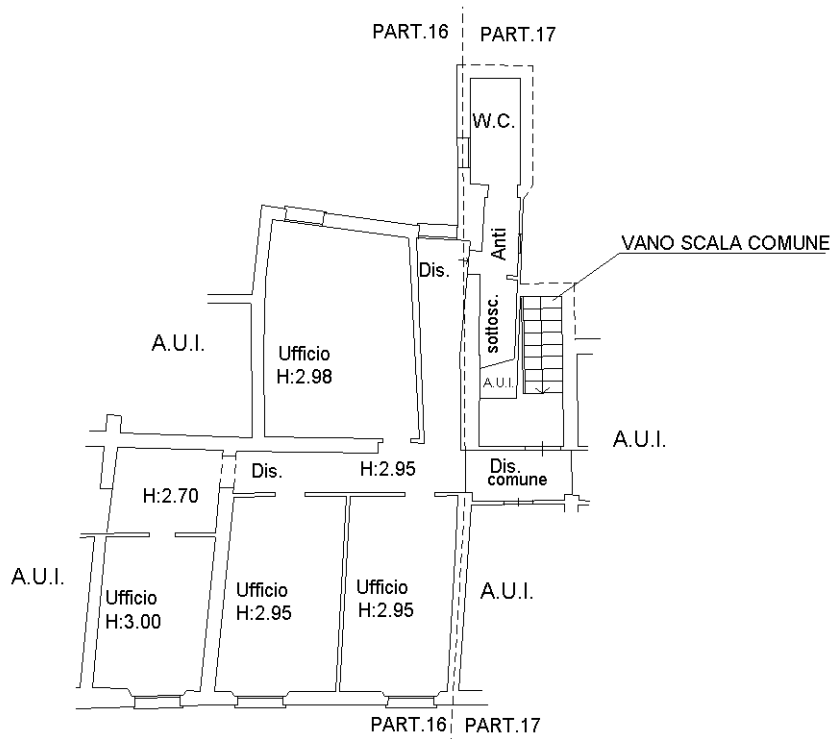 PART.16 PART.17
W.C.
VANO SCALA COMUNE
Anti
Dis.
sottosc.
A.U.I.
Ufficio
H:2.98
A.U.I.
A.U.I.
Dis.
H:2.95
Dis.
comune
H:2.70
A.U.I.
Ufficio
H:3.00
Ufficio
H:2.95
Ufficio
H:2.95
A.U.I.
PART.16 PART.17